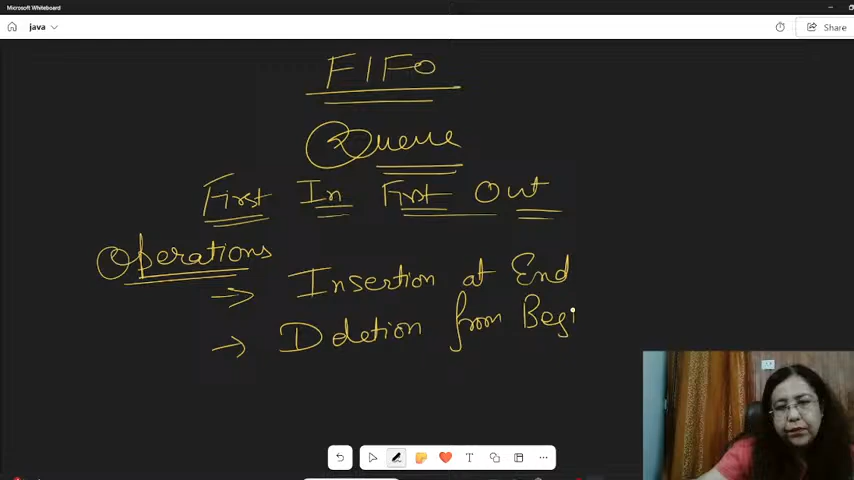 Microsoft Whiteboard
java
Share
FIFO
Queue
First In First Out
Operations
→ Insertion at End
→ Deletion from Begi